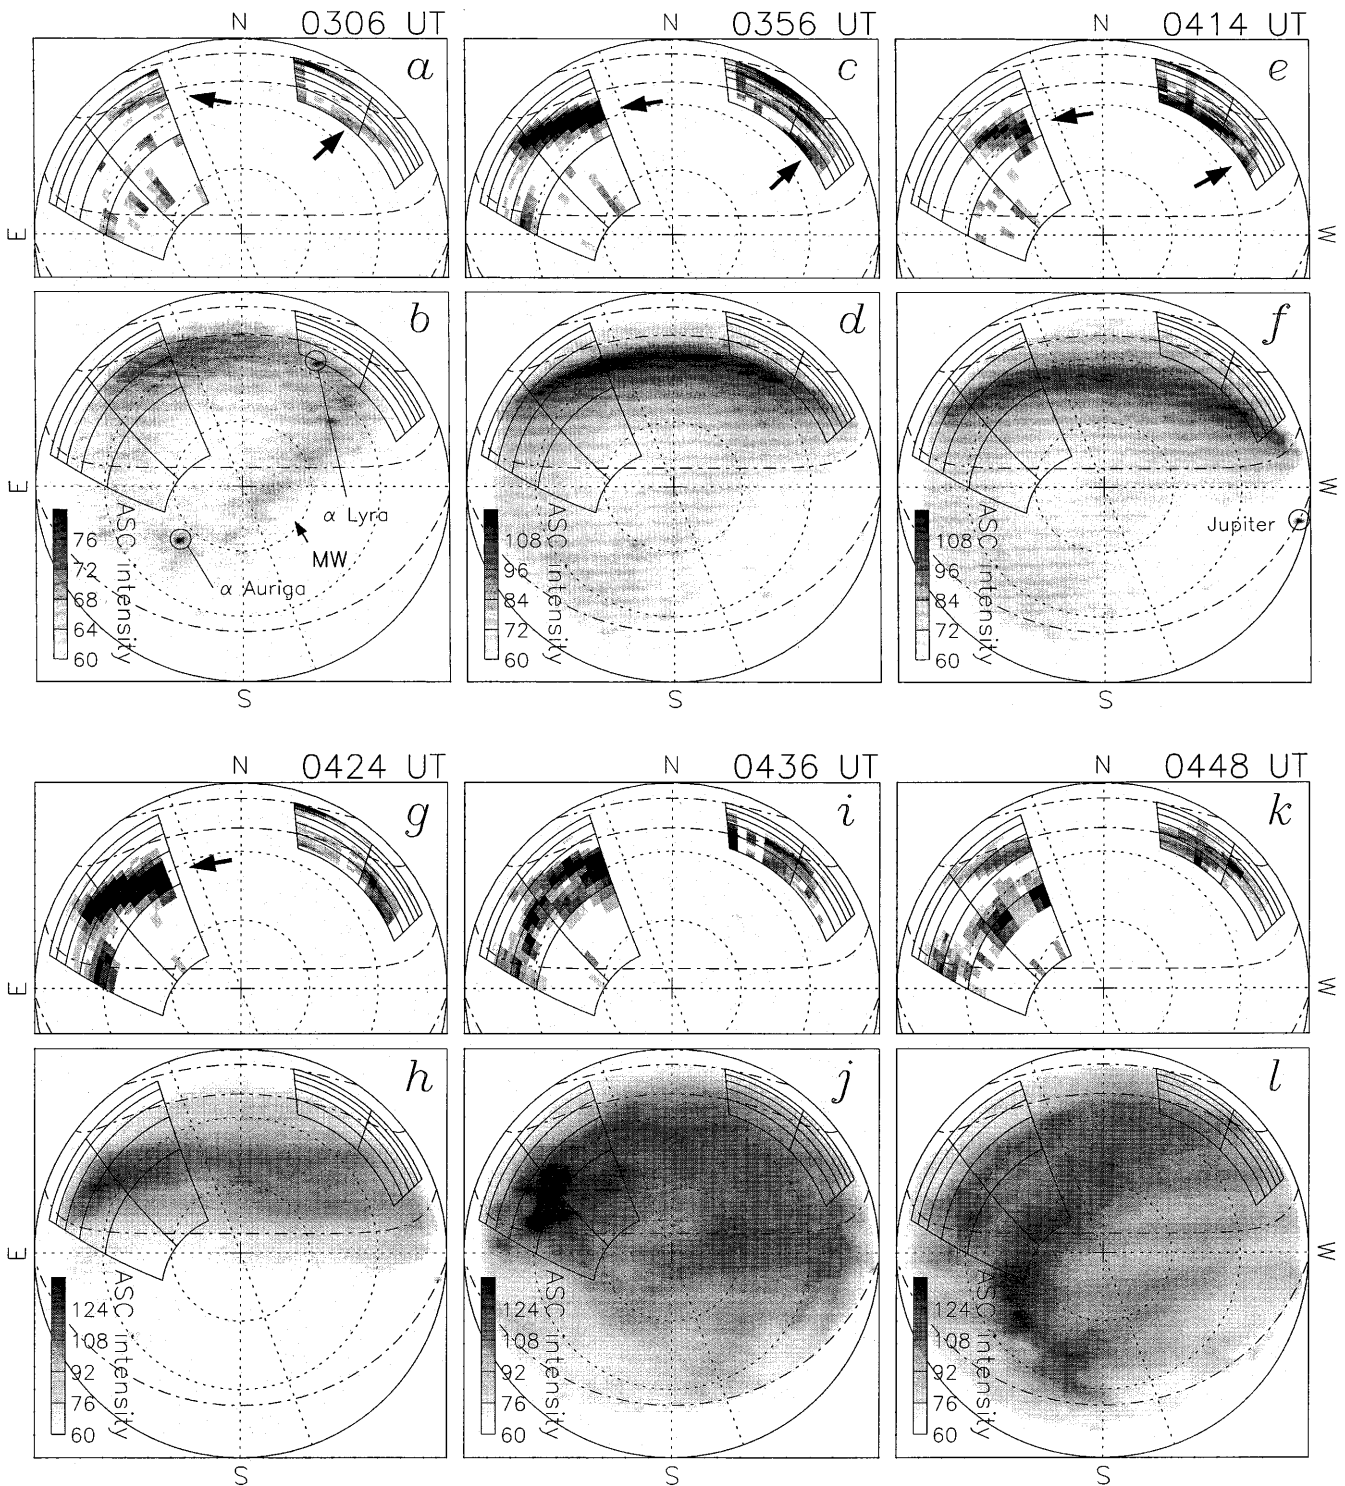 N 0306 UT N 0356 UT N 0414 UT
a c e
E W
b d f
E W
α Lyra
MW
α Auriga
Jupiter
ASC intensity ASC intensity ASC intensity
76 108 108
72 96 96
68 84 84
64 72 72
60 60 60
S S S
N 0424 UT N 0436 UT N 0448 UT
g i k
E W
h j l
E W
ASC intensity ASC intensity ASC intensity
124 124 124
108 108 108
92 92 92
76 76 76
60 60 60
S S S